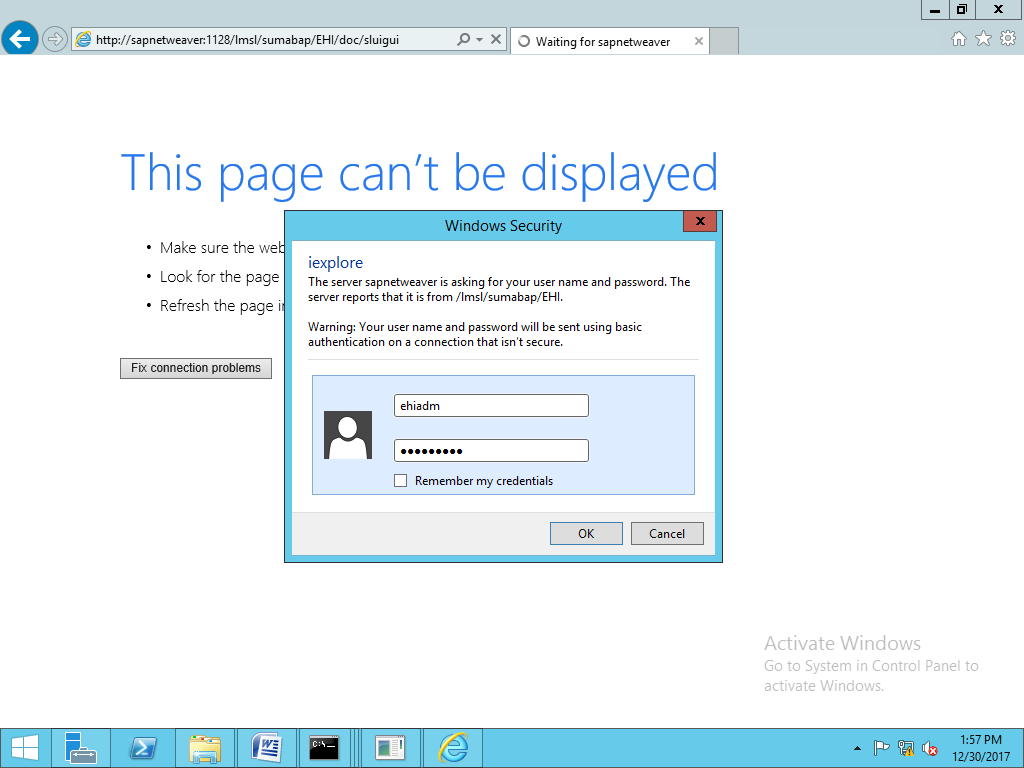 http://sapnetweaver:1128/lmsl/sumabap/EHI/doc/sluigui
Waiting for sapnetweaver
This page can't be displayed
Make sure the web
Look for the page
Refresh the page in
Fix connection problems
Windows Security
iexplore
The server sapnetweaver is asking for your user name and password. The
server reports that it is from /lmsl/sumabap/EHI.
Warning: Your user name and password will be sent using basic
authentication on a connection that isn't secure.
ehiadm
Remember my credentials
OK
Cancel
Activate Windows
Go to System in Control Panel to
activate Windows.
1:57 PM
12/30/2017